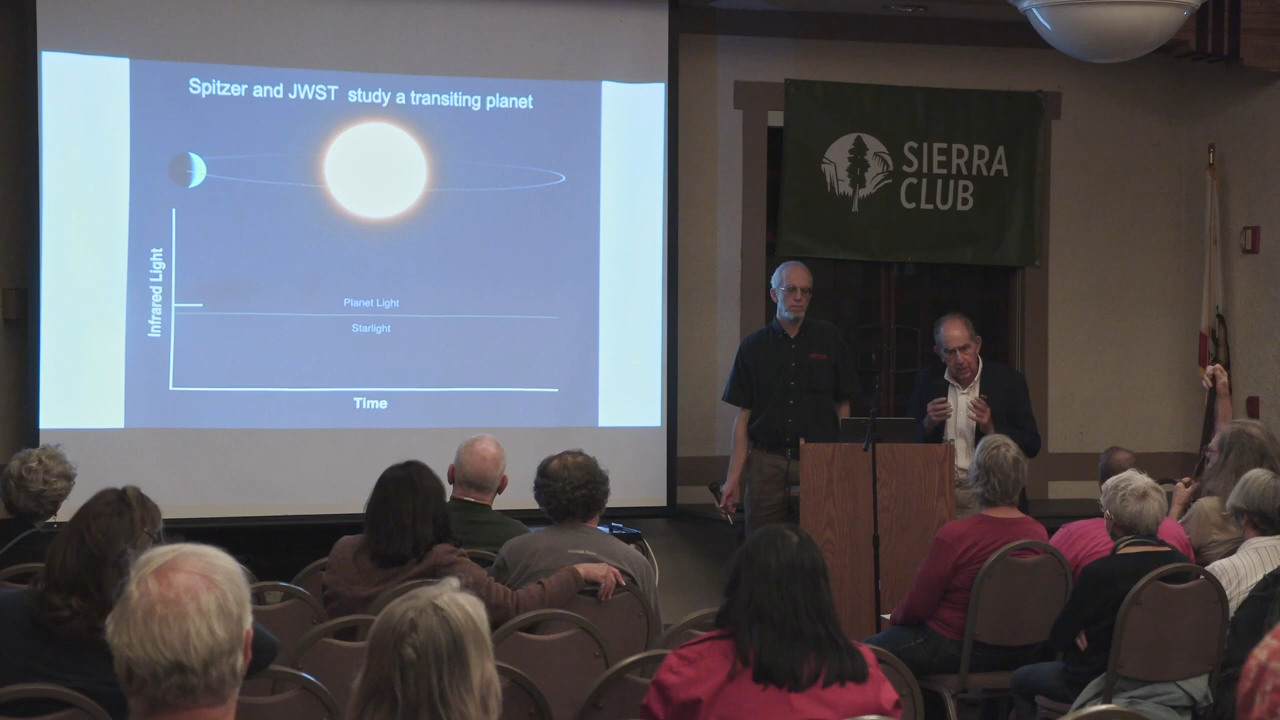 Spitzer and JWST study a transiting planet
Infrared Light
Planet Light
Starlight
Time
SIERRA
CLUB